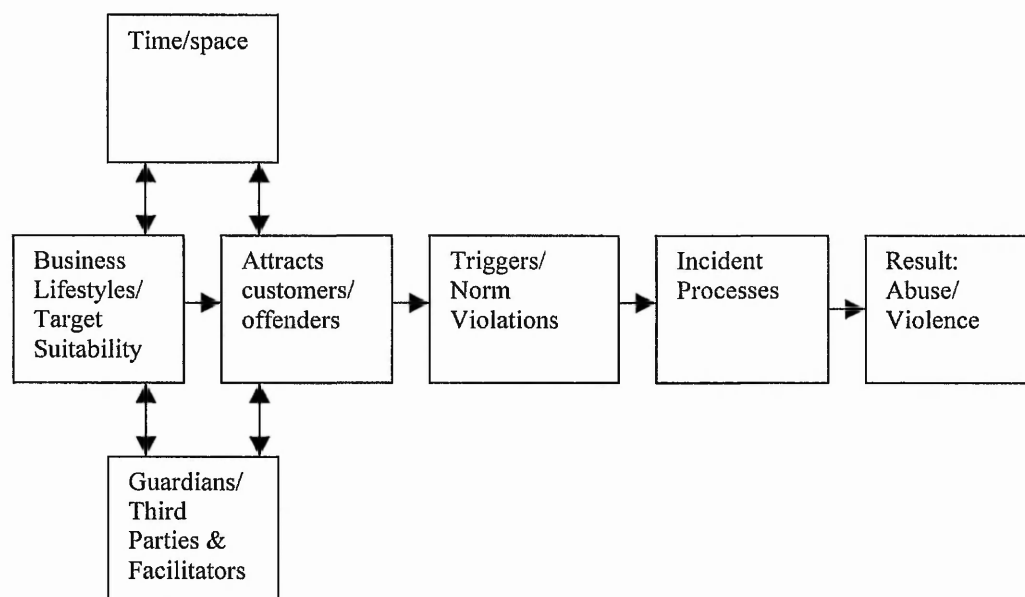 Time/space
Business
Lifestyles/
Target
Suitability
Attracts
customers/
offenders
Triggers/
Norm
Violations
Incident
Processes
Result:
Abuse/
Violence
Guardians/
Third
Parties &
Facilitators